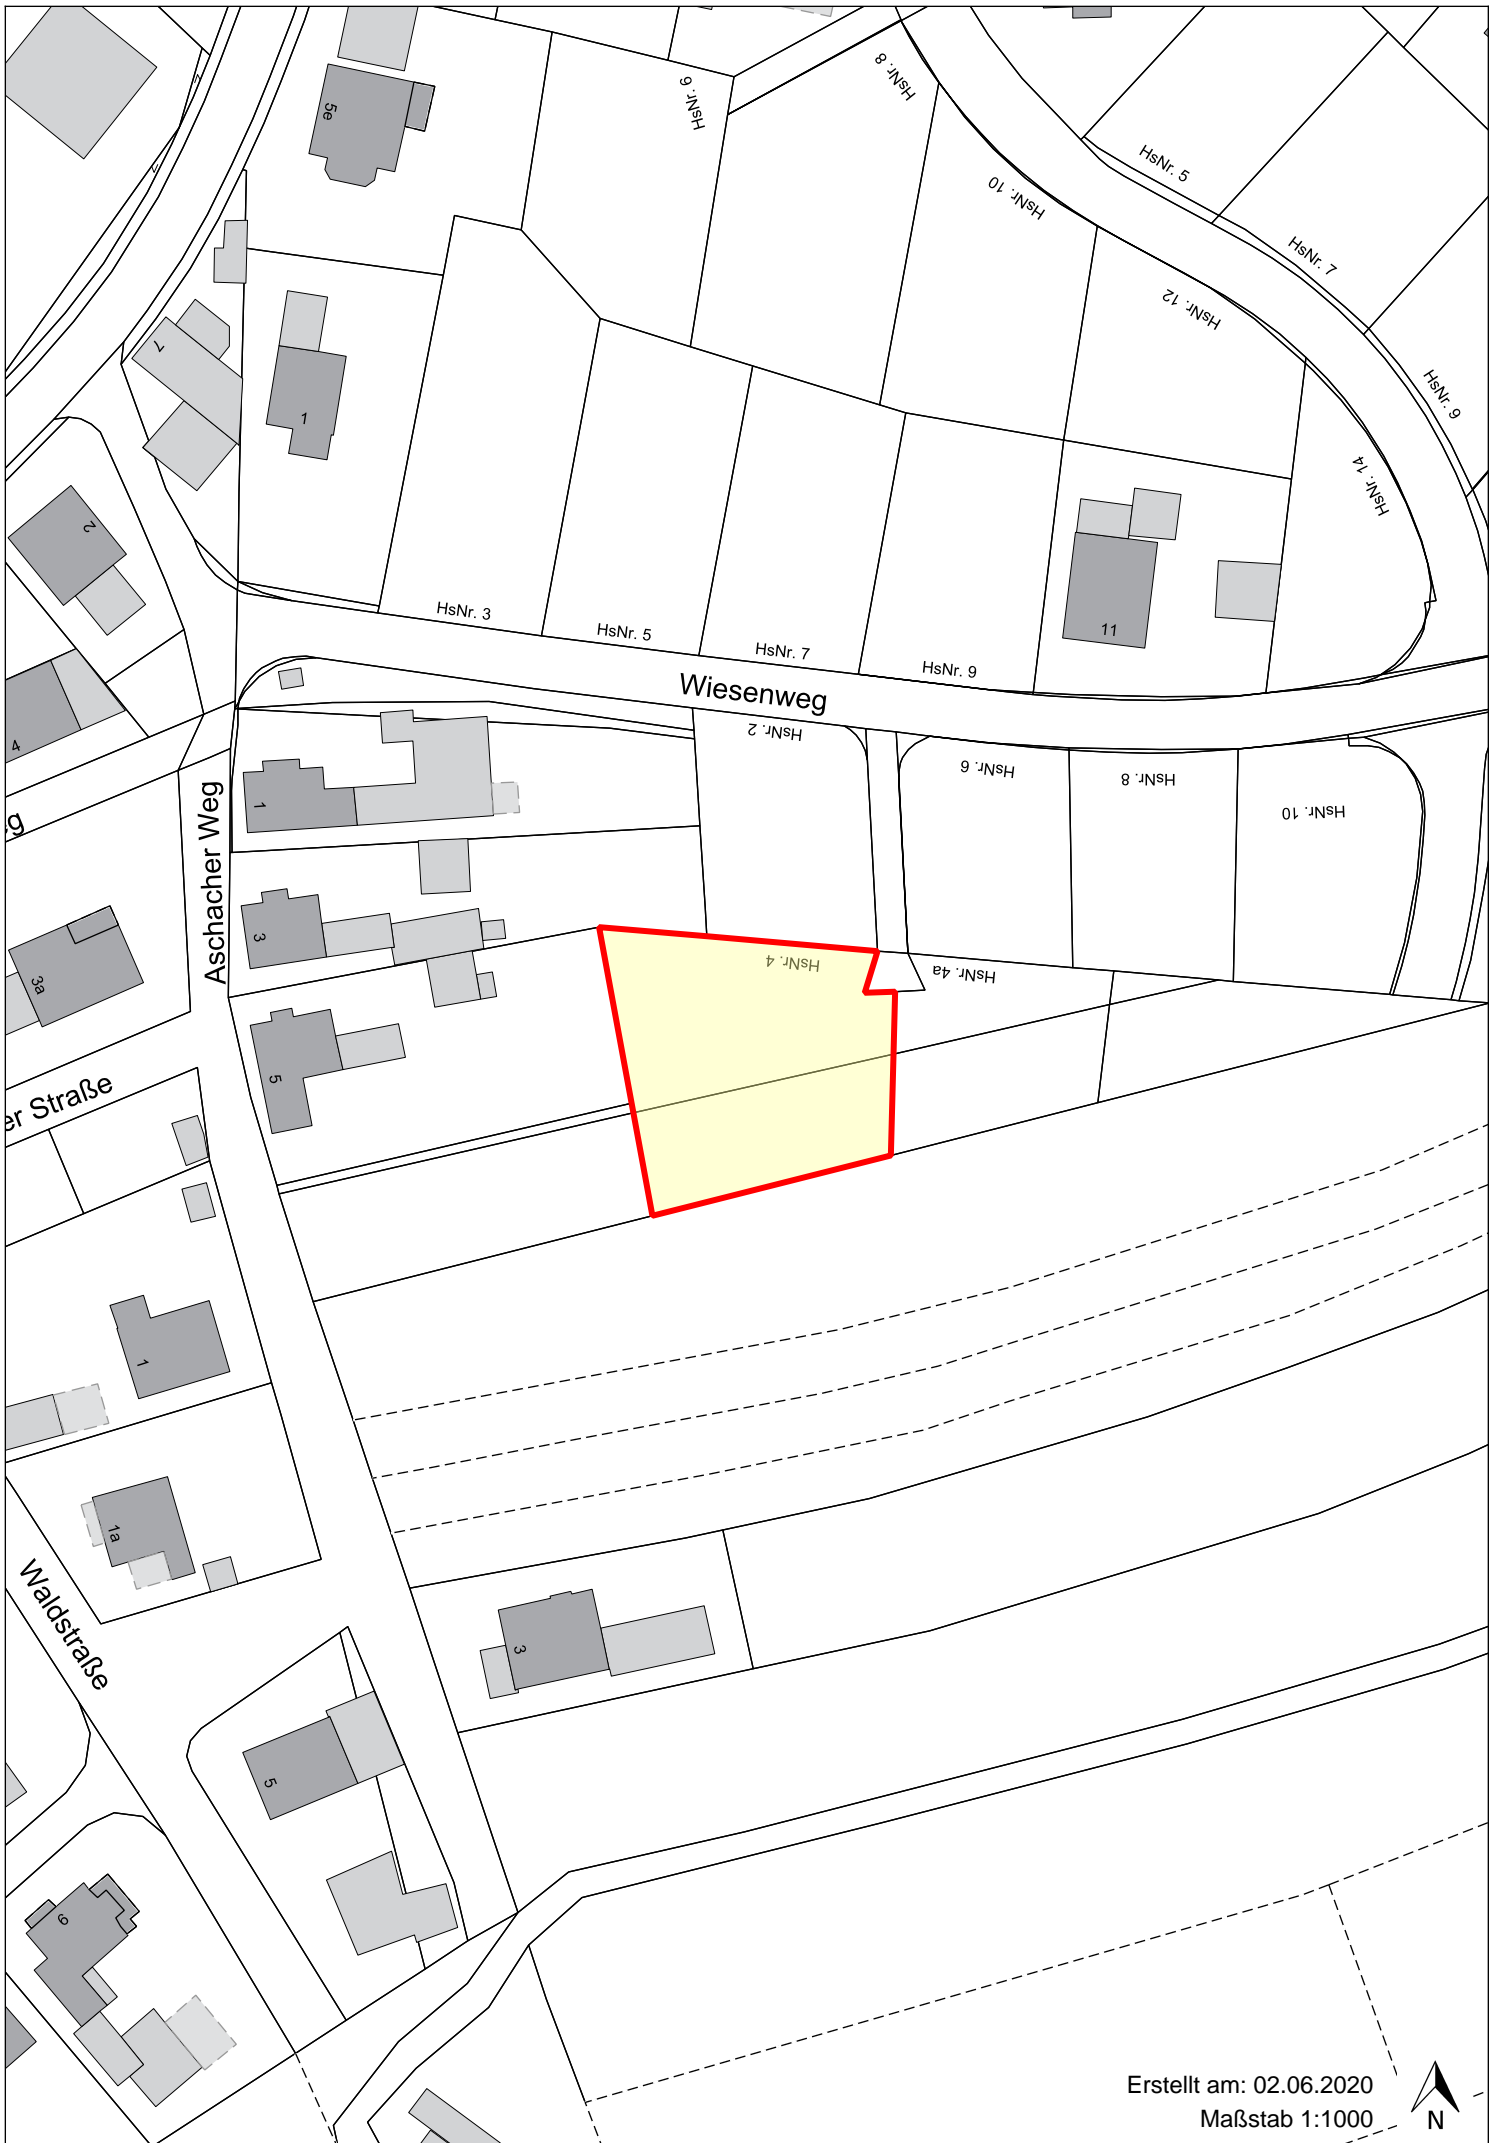 5e
HsNr. 6
HsNr. 8
HsNr. 5
HsNr. 10
HsNr. 7
HsNr. 12
HsNr. 9
7
1
HsNr. 14
2
HsNr. 3
HsNr. 5
HsNr. 7
HsNr. 9
11
Wiesenweg
4
HsNr. 2
HsNr. 6
HsNr. 8
HsNr. 10
eg
1
Aschacher Weg
3
3a
HsNr. 4
HsNr. 4a
5
er Straße
1
1a
Waldstraße
3
5
6
Erstellt am: 02.06.2020
Maßstab 1:1000
N